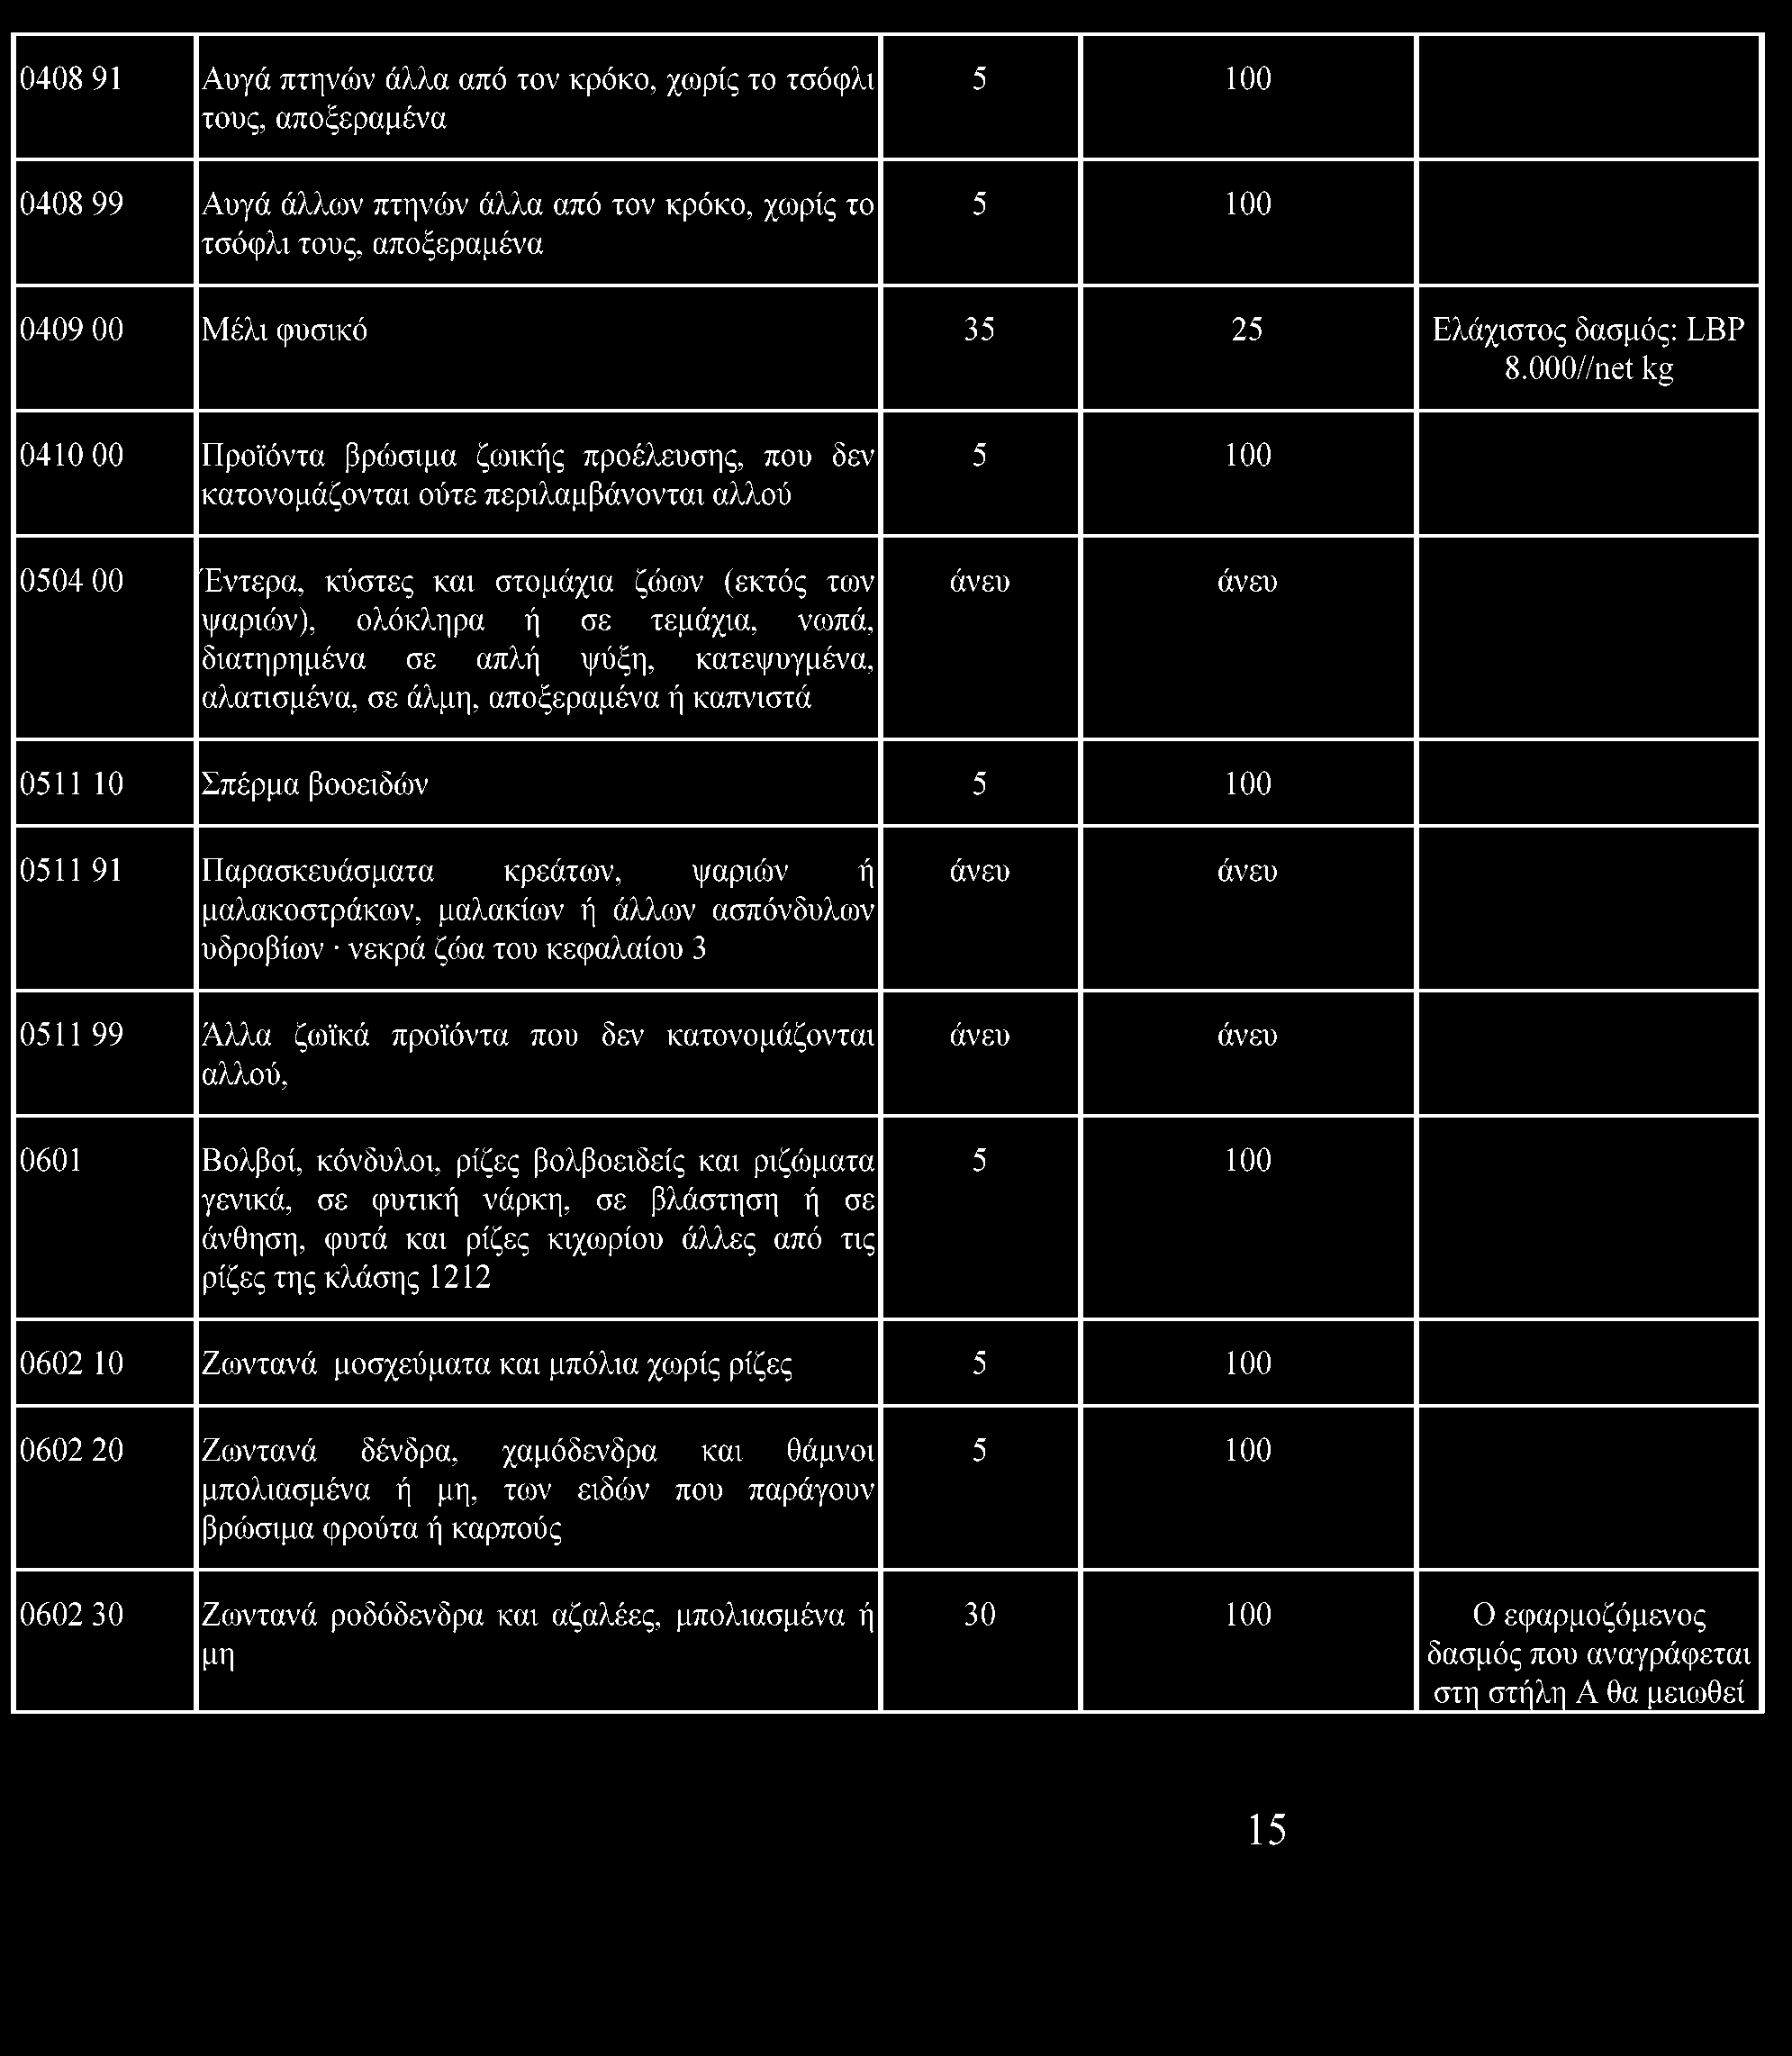 0408 91 Αυγά πτηνών άλλα από τον κρόκο, χωρίς το τσόφλι 5 100
τους, αποξεραμένα
0408 99 Αυγά άλλων πτηνών άλλα από τον κρόκο, χωρίς το 5 100
τσόφλι τους, αποξεραμένα
0409 00 Μέλι φυσικό 35 25 Ελάχιστος δασμός: LBP
8.000//net kg
0410 00 Προϊόντα βρώσιμα ζωικής προέλευσης, που δεν 5 100
κατονομάζονται ούτε περιλαμβάνονται αλλού
0504 00 Έντερα, κύστες και στομάχια ζώων (εκτός των άνευ άνευ
ψαριών), ολόκληρα ή σε τεμάχια, νωπά,
διατηρημένα σε απλή ψύξη, κατεψυγμένα,
αλατισμένα, σε άλμη, αποξεραμένα ή καπνιστά
0511 10 Σπέρμα βοοειδών 5 100
0511 91 Παρασκευάσματα κρεάτων, ψαριών ή άνευ άνευ
μαλακοστράκων, μαλακίων ή άλλων ασπόνδυλων
υδροβίων · νεκρά ζώα του κεφαλαίου 3
0511 99 Άλλα ζωϊκά προϊόντα που δεν κατονομάζονται άνευ άνευ
αλλού,
0601 Βολβοί, κόνδυλοι, ρίζες βολβοειδείς και ριζώματα 5 100
γενικά, σε φυτική νάρκη, σε βλάστηση ή σε
άνθηση, φυτά και ρίζες κιχωρίου άλλες από τις
ρίζες της κλάσης 1212
0602 10 Ζωντανά μοσχεύματα και μπόλια χωρίς ρίζες 5 100
0602 20 Ζωντανά δένδρα, χαμόδενδρα και θάμνοι 5 100
μπολιασμένα ή μη, των ειδών που παράγουν
βρώσιμα φρούτα ή καρπούς
0602 30 Ζωντανά ροδόδενδρα και αζαλέες, μπολιασμένα ή 30 100 Ο εφαρμοζόμενος
μη δασμός που αναγράφεται
στη στήλη Α θα μειωθεί
15